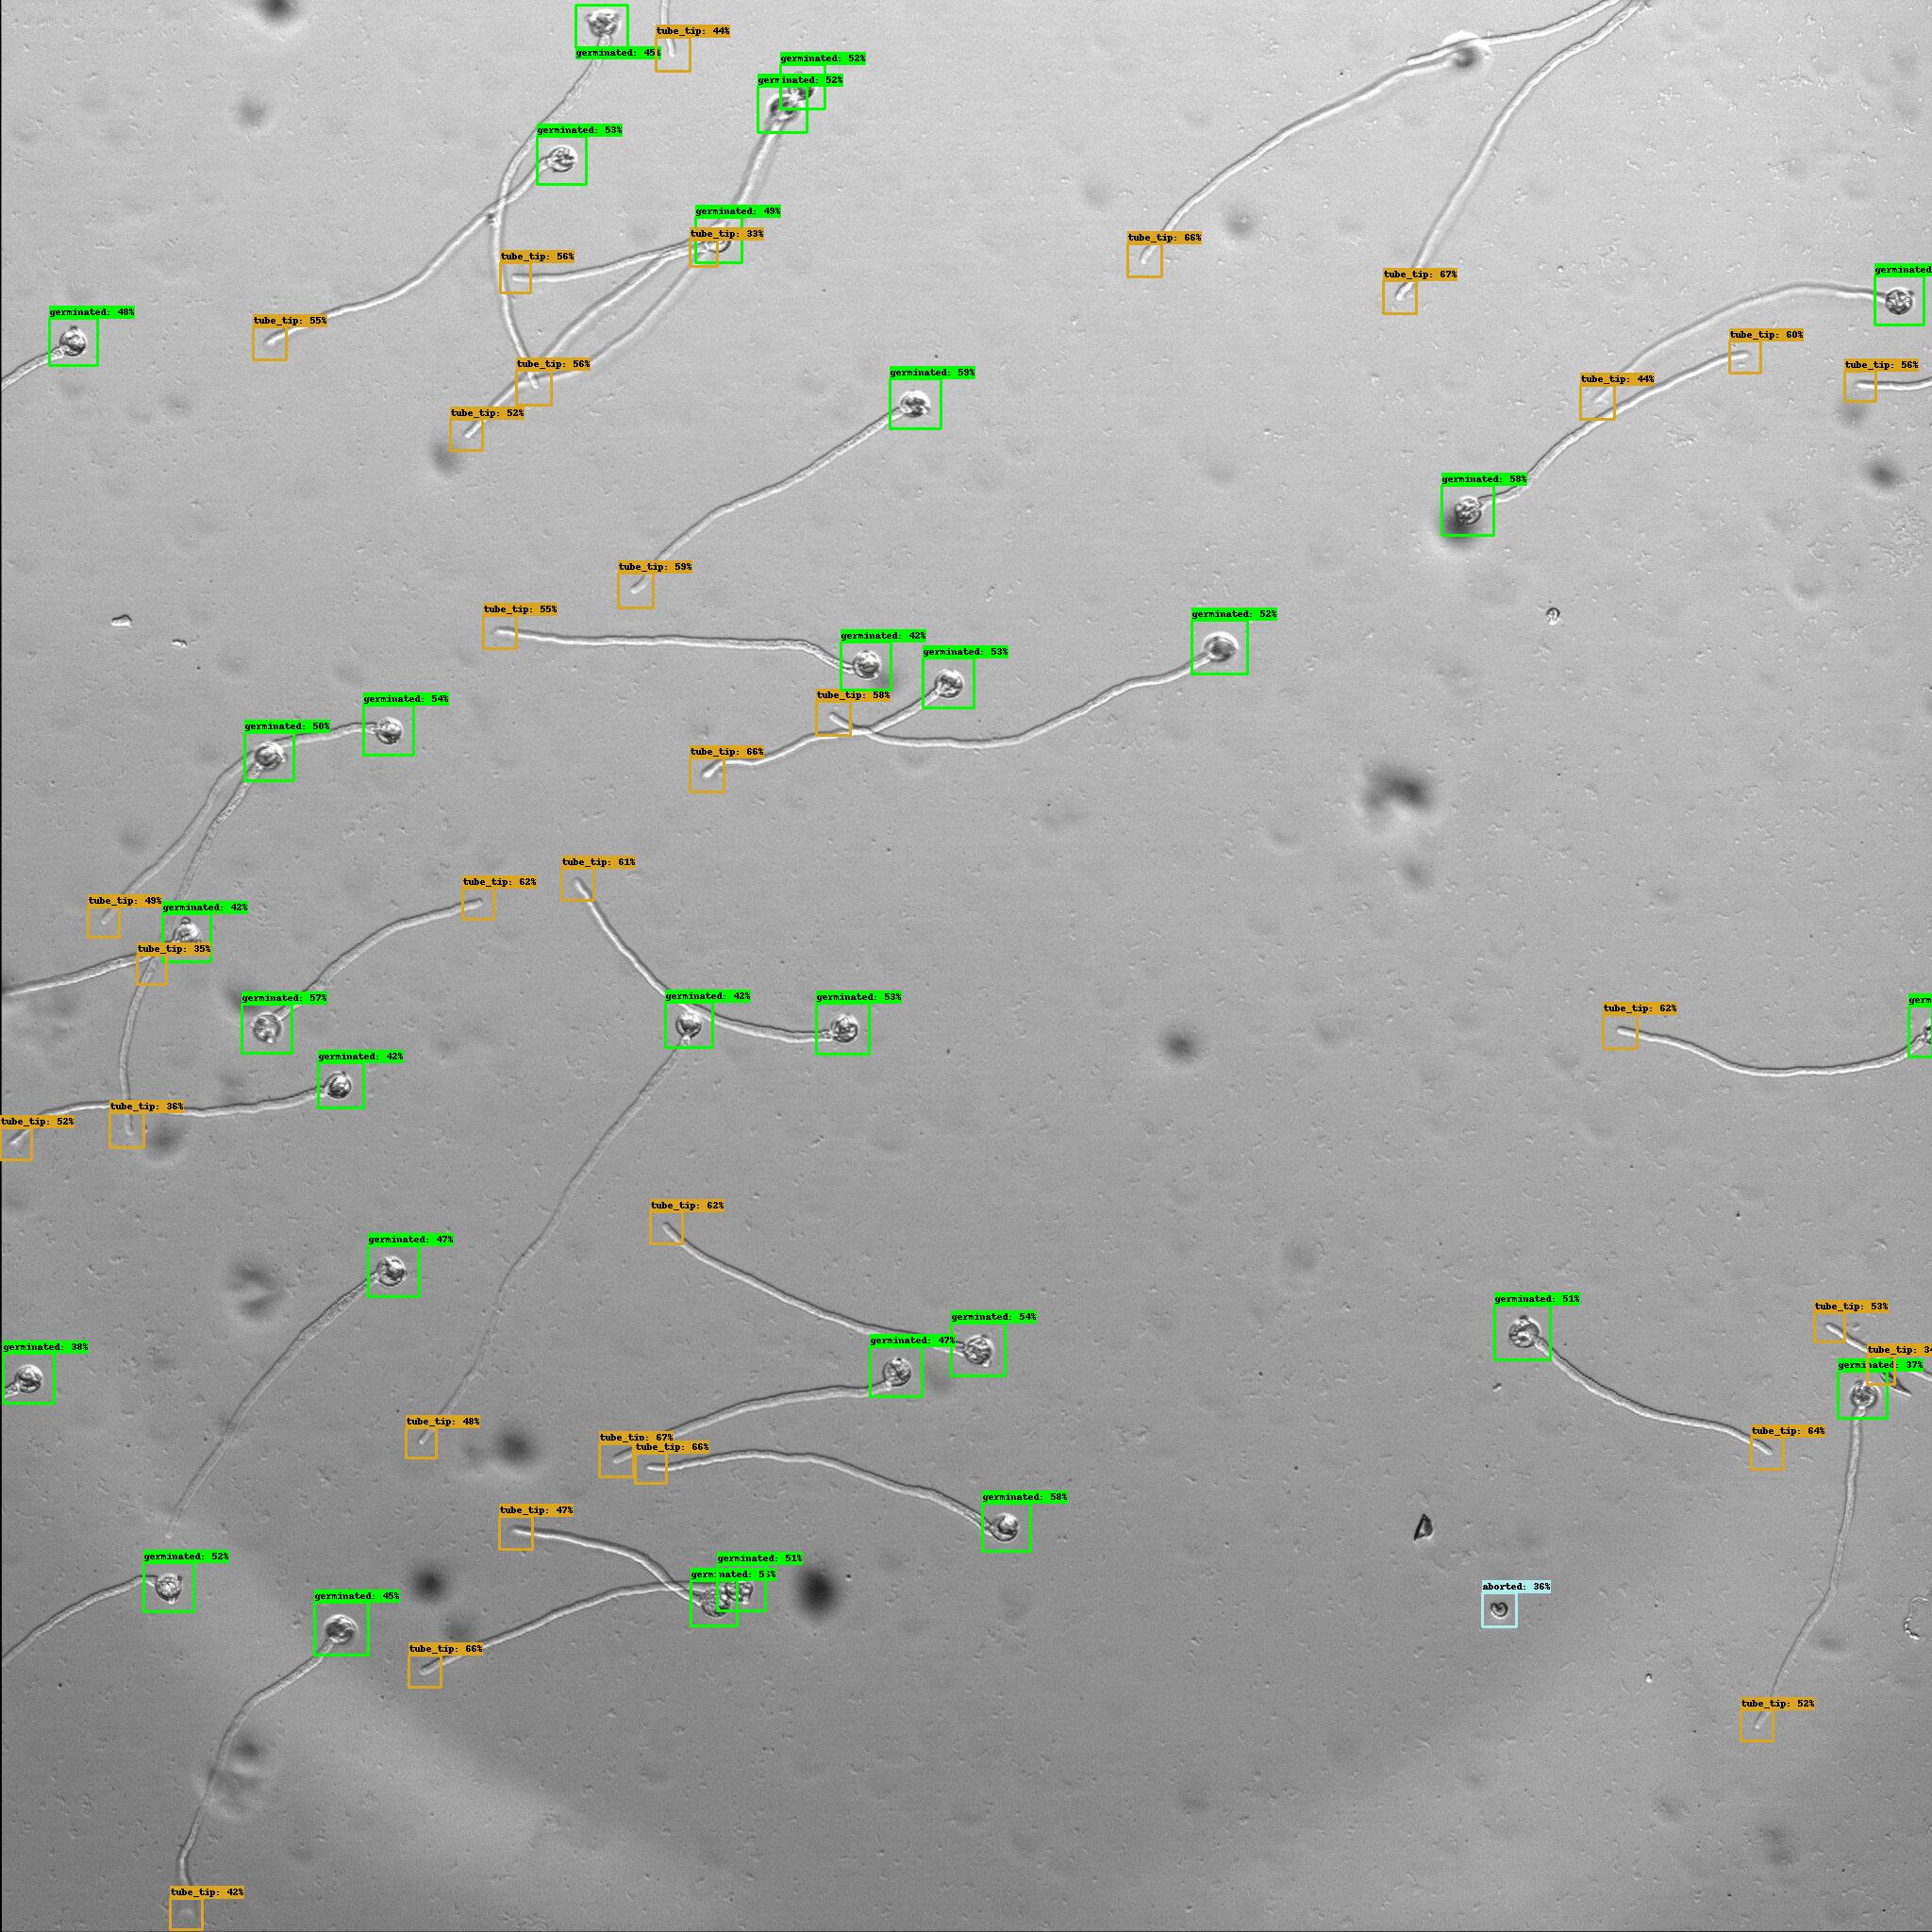 tube_tip: 44%
germinated: 45%
germinated: 52%
germinated: 52%
germinated: 53%
germinated: 49%
tube_tip: 33%
tube_tip: 66%
tube_tip: 56%
germinated
tube_tip: 67%
germinated: 48%
tube_tip: 55%
tube_tip: 60%
tube_tip: 56%
tube_tip: 56%
germinated: 59%
tube_tip: 44%
tube_tip: 52%
germinated: 58%
tube_tip: 59%
tube_tip: 55%
germinated: 52%
germinated: 42%
germinated: 53%
tube_tip: 58%
germinated: 54%
germinated: 50%
tube_tip: 66%
tube_tip: 61%
tube_tip: 62%
tube_tip: 49%
germinated: 42%
tube_tip: 35%
germinated: 57%
germinated: 42%
germinated: 53%
germ
tube_tip: 62%
germinated: 42%
tube_tip: 36%
tube_tip: 52%
tube_tip: 62%
germinated: 47%
germinated: 51%
tube_tip: 53%
germinated: 54%
germinated: 47%
germinated: 38%
tube_tip: 34
germinated: 37%
tube_tip: 48%
tube_tip: 64%
tube_tip: 67%
tube_tip: 66%
germinated: 58%
tube_tip: 47%
germinated: 52%
germinated: 51%
germinated:
aborted: 36%
germinated: 45%
tube_tip: 66%
tube_tip: 52%
tube_tip: 42%